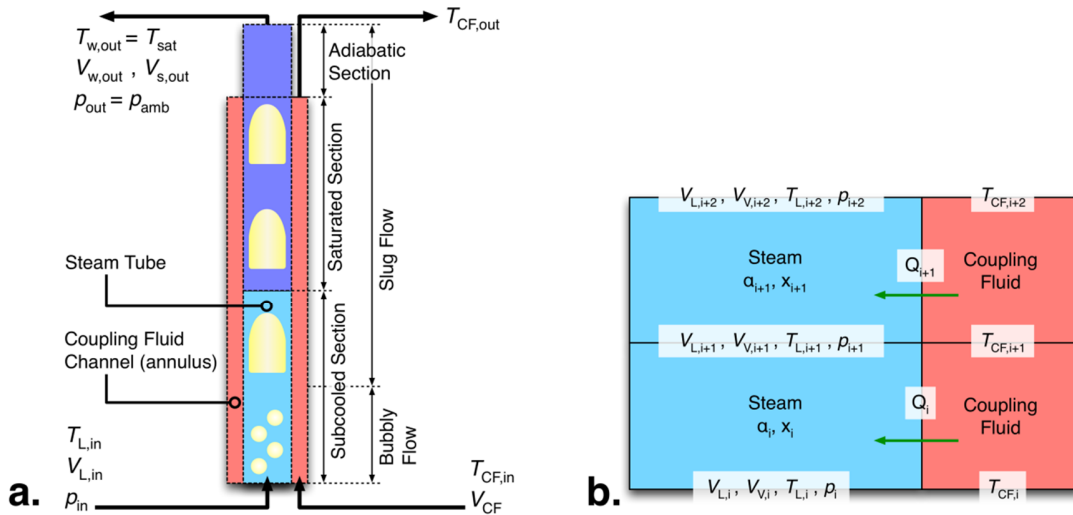 T_CF,out
T_w,out = T_sat
V_w,out , V_s,out
p_out = p_amb
Adiabatic
Section
Saturated Section
Slug Flow
Steam Tube
Coupling Fluid
Channel (annulus)
Subcooled Section
Bubbly
Flow
T_L,in
V_L,in
p_in
T_CF,in
V_CF
a.
V_L,i+2 , V_V,i+2 , T_L,i+2 , p_i+2
T_CF,i+2
Steam
α_i+1, x_i+1
Q_i+1
Coupling
Fluid
V_L,i+1 , V_V,i+1 , T_L,i+1 , p_i+1
T_CF,i+1
Steam
α_i, x_i
Q_i
Coupling
Fluid
V_L,i , V_V,i , T_L,i , p_i
T_CF,i
b.